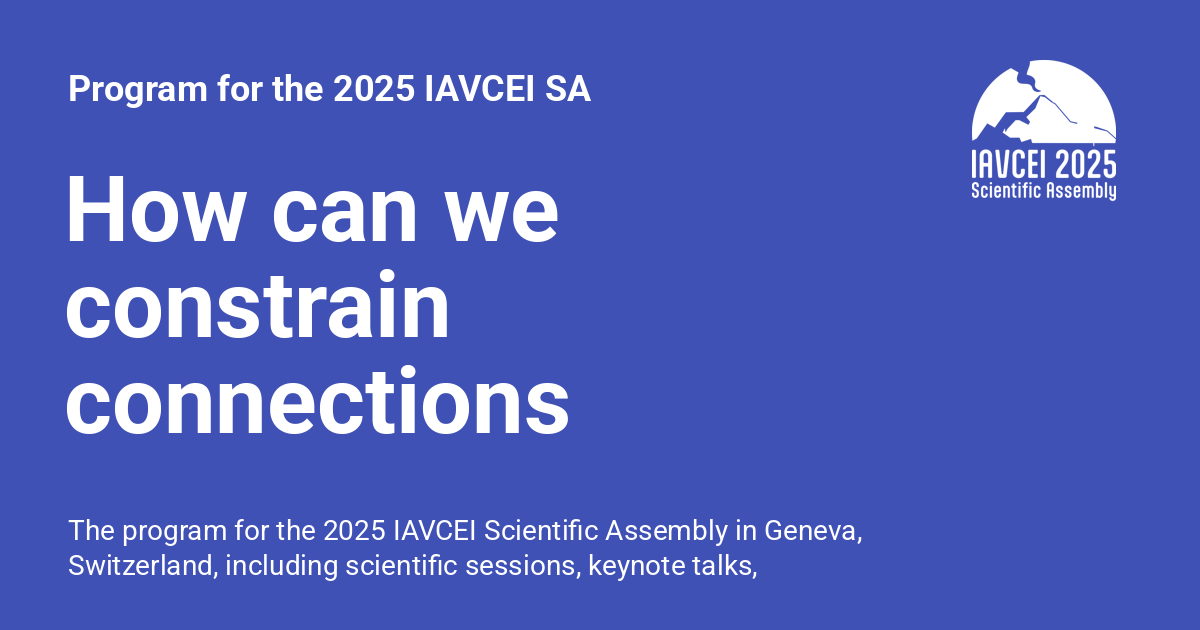 Program for the 2025 IAVCEI SA
IAVCEI 2025
Scientific Assembly
How can we
constrain
connections
The program for the 2025 IAVCEI Scientific Assembly in Geneva,
Switzerland, including scientific sessions, keynote talks,